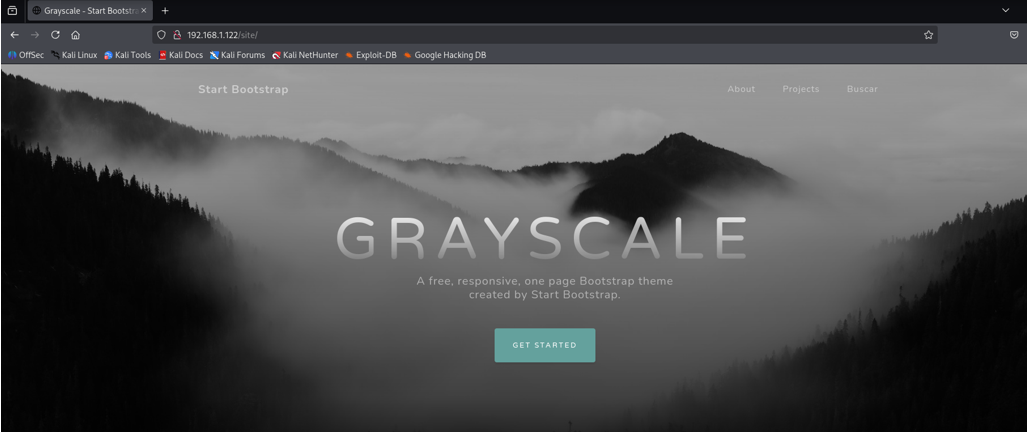 Grayscale - Start Bootstra
192.168.1.122/site/
OffSec Kali Linux Kali Tools Kali Docs Kali Forums Kali NetHunter Exploit-DB Google Hacking DB
Start Bootstrap About Projects Buscar
GRAYSCALE
A free, responsive, one page Bootstrap theme
created by Start Bootstrap.
GET STARTED